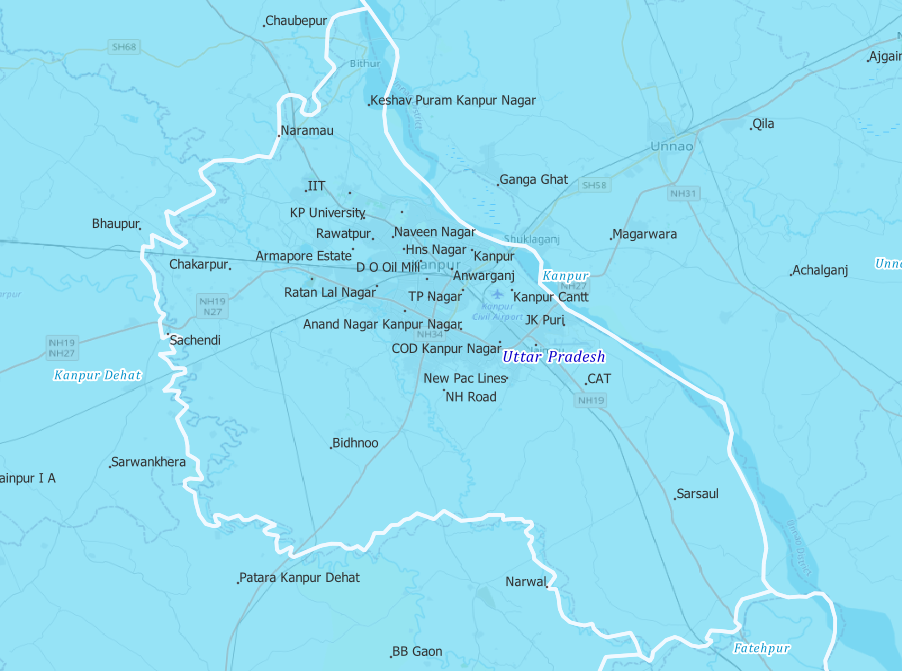 Chaubepur
SH68
Bithur
Ajgain
Keshav Puram Kanpur Nagar
Naramau
Qila
Unnao
Ganga Ghat
SH58
NH31
IIT
KP University
Bhaupur
Rawatpur
Naveen Nagar
Shuklaganj
Magarwara
Armapore Estate
Hns Nagar
Kanpur
Chakarpur
D O Oil Mill
Kanpur
Anwarganj
Kanpur
Achalganj
NH27
Ratan Lal Nagar
TP Nagar
Kanpur Cantt
NH19
N27
Kanpur
Civil Airport
Anand Nagar Kanpur Nagar
JK Puri
NH34
Sachendi
NH19
NH27
COD Kanpur Nagar
Uttar Pradesh
Kanpur Dehat
New Pac Lines
CAT
NH Road
NH19
Bidhnoo
Sarwankhera
ainpur I A
Sarsaul
Patara Kanpur Dehat
Narwal
BB Gaon
Fatehpur